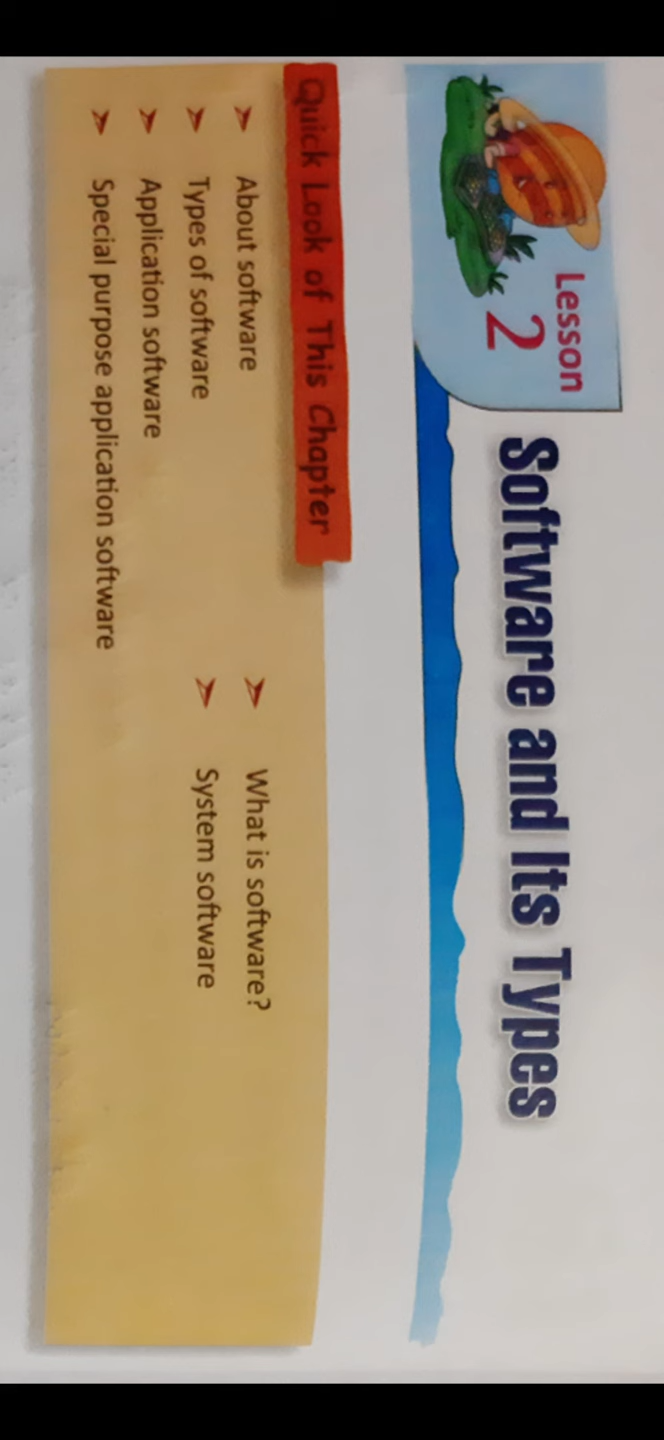 Lesson
2
Software and Its Types
Quick Look of This Chapter
➤ About software
➤ What is software?
➤ Types of software
➤ System software
➤ Application software
➤ Special purpose application software